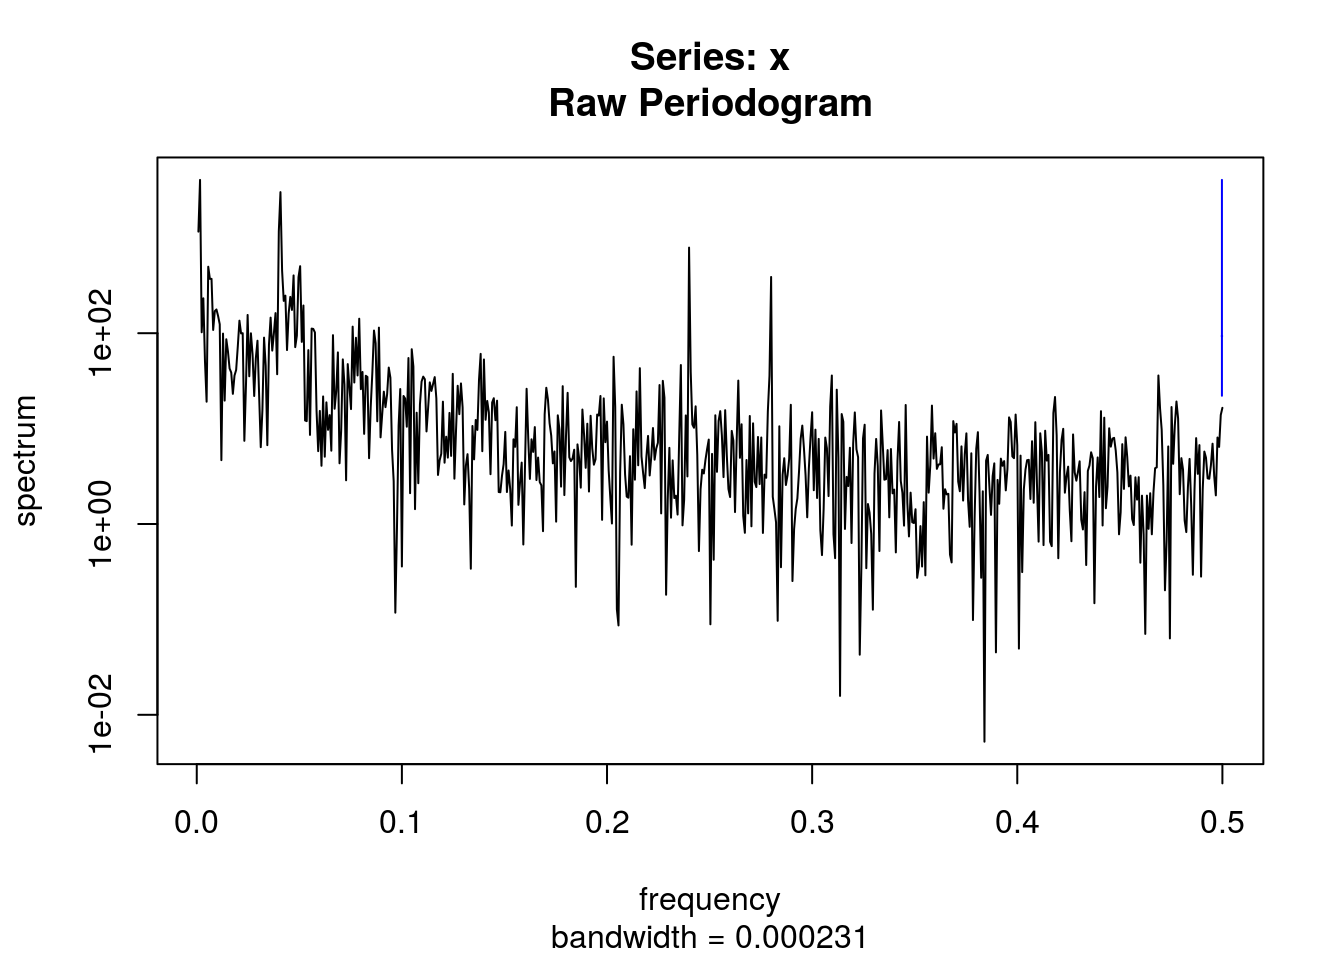 Series: x
Raw Periodogram
spectrum
1e+02
1e+00
1e-02
0.0 0.1 0.2 0.3 0.4 0.5
frequency
bandwidth = 0.000231